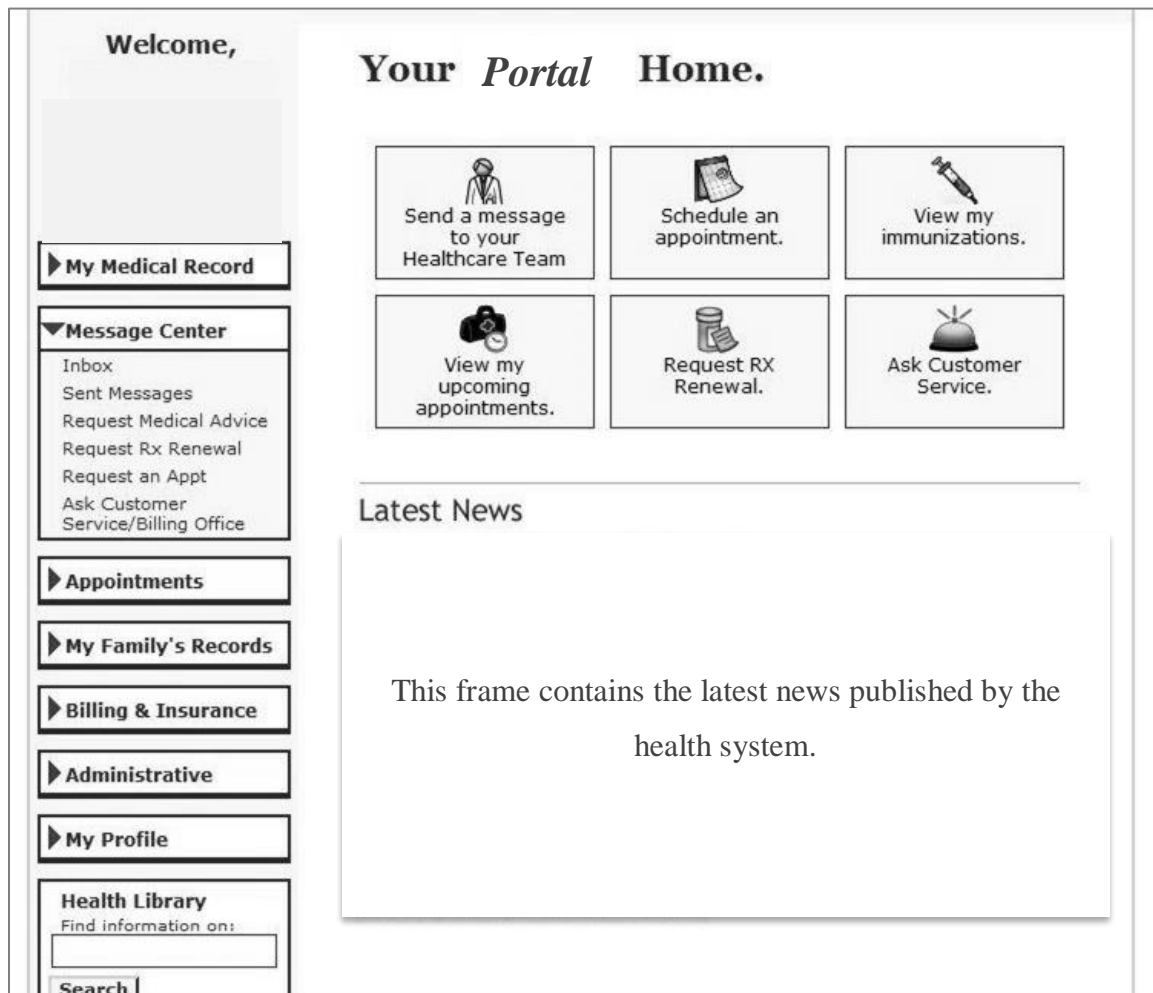 Welcome,
My Medical Record
Message Center
Inbox
Sent Messages
Request Medical Advice
Request Rx Renewal
Request an Appt
Ask Customer
Service/Billing Office
Appointments
My Family's Records
Billing & Insurance
Administrative
My Profile
Health Library
Find information on:
Search
Your Portal Home.
Send a message
to your
Healthcare Team
Schedule an
appointment.
View my
immunizations.
View my
upcoming
appointments.
Request RX
Renewal.
Ask Customer
Service.
Latest News
This frame contains the latest news published by the
health system.